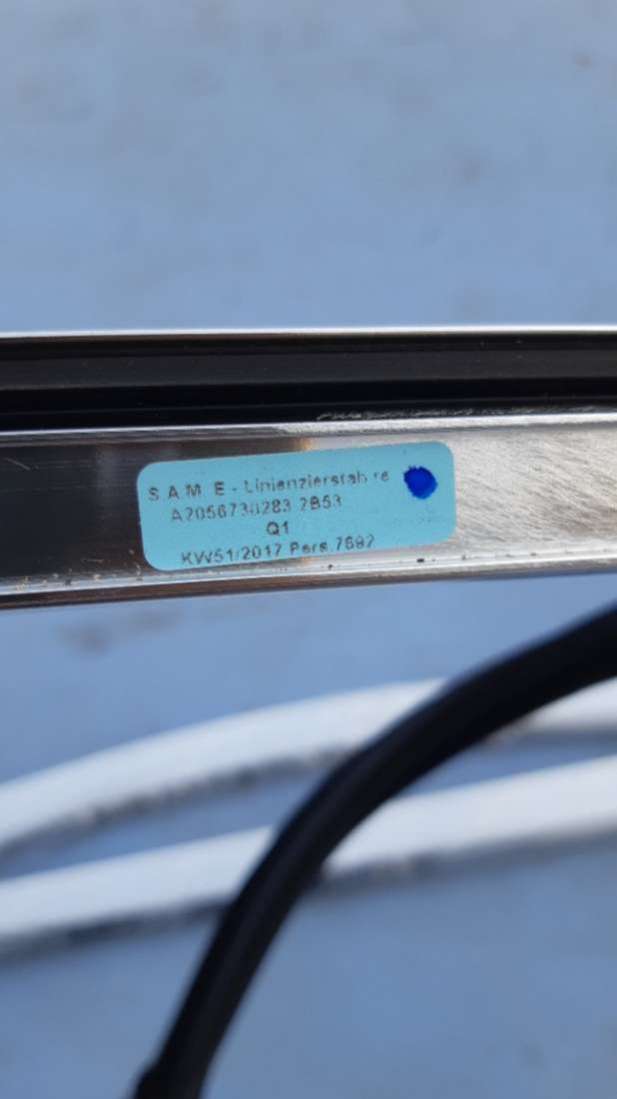 S.A.M. E - Linienzierstab re
A2056730283 2B53
Q1
KW51/2017 Pers.7692